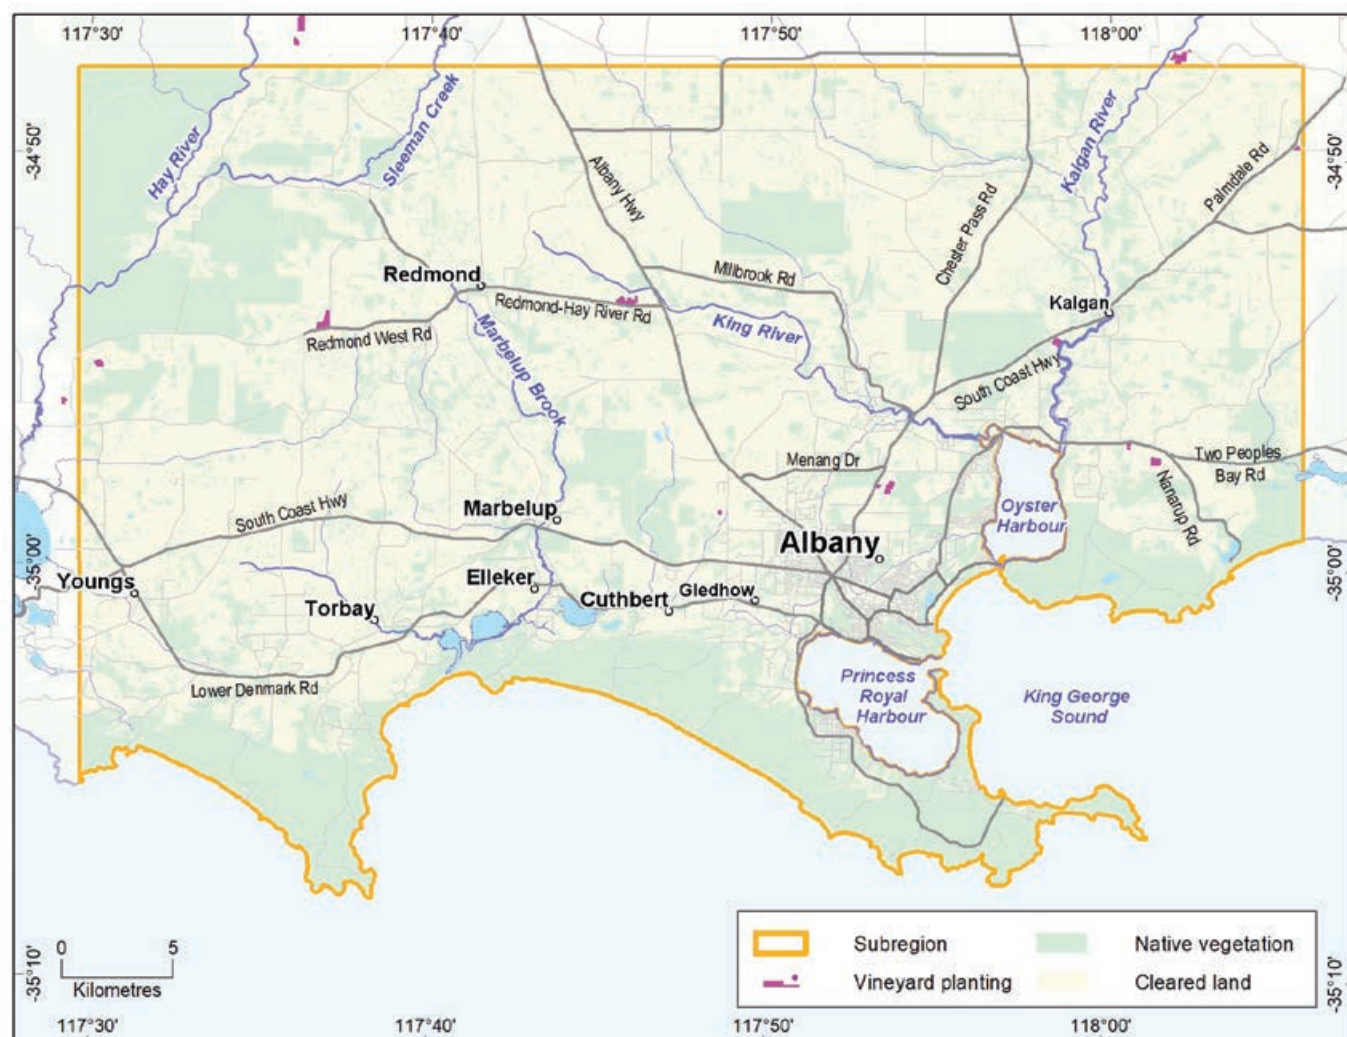 117°30'
117°40'
117°50'
118°00'
-34°50'
-34°50'
Hay River
Sleeman Creek
Albany Hwy
Kalgan River
Palmdale Rd
Chester Pass Rd
Redmond
Millbrook Rd
Kalgan
Redmond-Hay River Rd
King River
Redmond West Rd
Marbelup Brook
South Coast Hwy
Menang Dr
Two Peoples
Bay Rd
Nanarup Rd
South Coast Hwy
Marbelup
Oyster
Harbour
Albany
-35°00'
-35°00'
Youngs
Elleker
Cuthbert
Gledhow
Torbay
Lower Denmark Rd
Princess
Royal
Harbour
King George
Sound
0 5
Kilometres
Subregion
Native vegetation
Vineyard planting
Cleared land
-35°10'
-35°10'
117°30'
117°40'
117°50'
118°00'